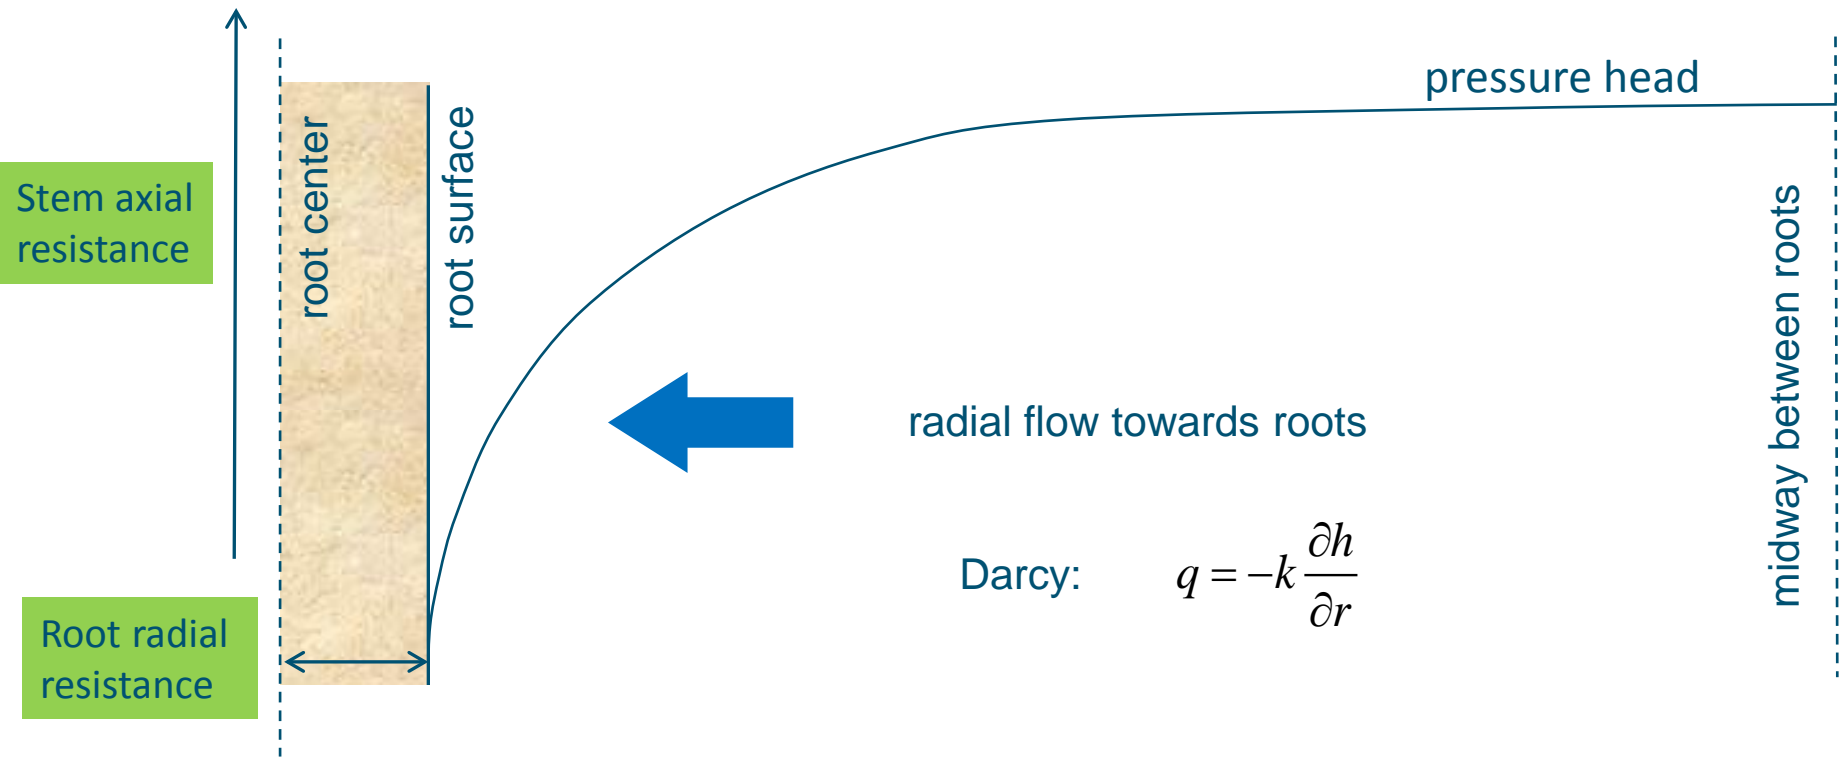 pressure head
Stem axial
resistance
root center
root surface
midway between roots
radial flow towards roots
Darcy: q = −k ∂h/∂r
Root radial
resistance